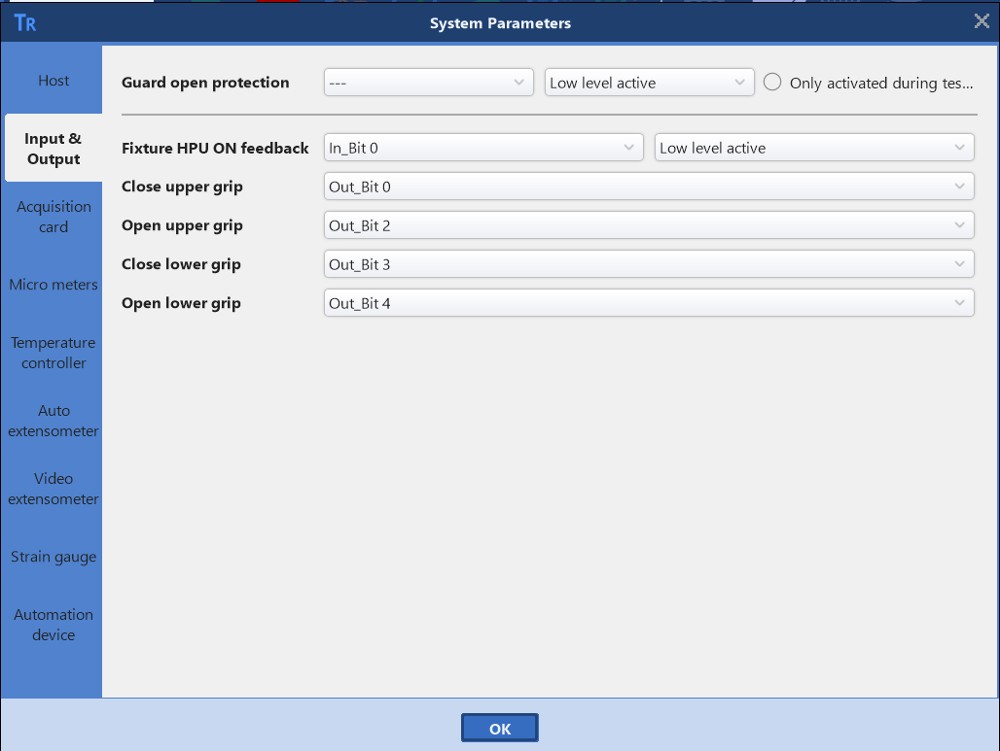 TR
System Parameters
Host
Input &
Output
Acquisition
card
Micro meters
Temperature
controller
Auto
extensometer
Video
extensometer
Strain gauge
Automation
device
Guard open protection
---
Low level active
Only activated during tes...
Fixture HPU ON feedback
In_Bit 0
Low level active
Close upper grip
Out_Bit 0
Open upper grip
Out_Bit 2
Close lower grip
Out_Bit 3
Open lower grip
Out_Bit 4
OK